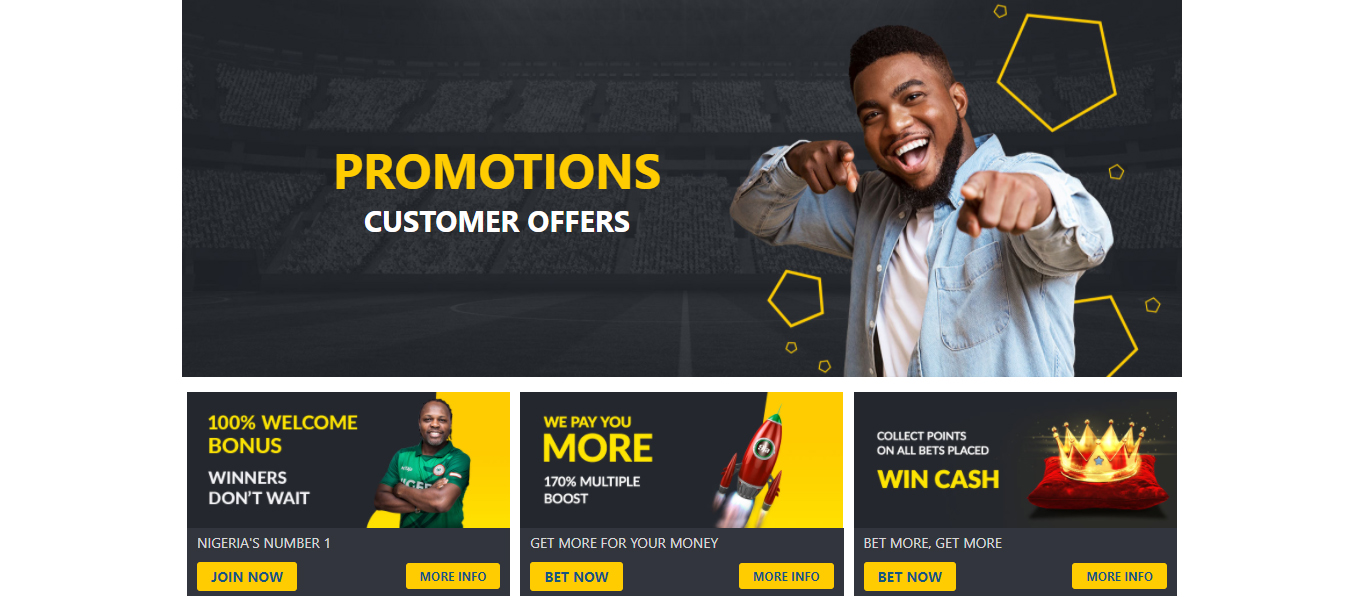 PROMOTIONS
CUSTOMER OFFERS
100% WELCOME
BONUS
WINNERS
DON'T WAIT
NIGERIA'S NUMBER 1
JOIN NOW
MORE INFO
WE PAY YOU
MORE
170% MULTIPLE
BOOST
GET MORE FOR YOUR MONEY
BET NOW
MORE INFO
COLLECT POINTS
ON ALL BETS PLACED
WIN CASH
BET MORE, GET MORE
BET NOW
MORE INFO